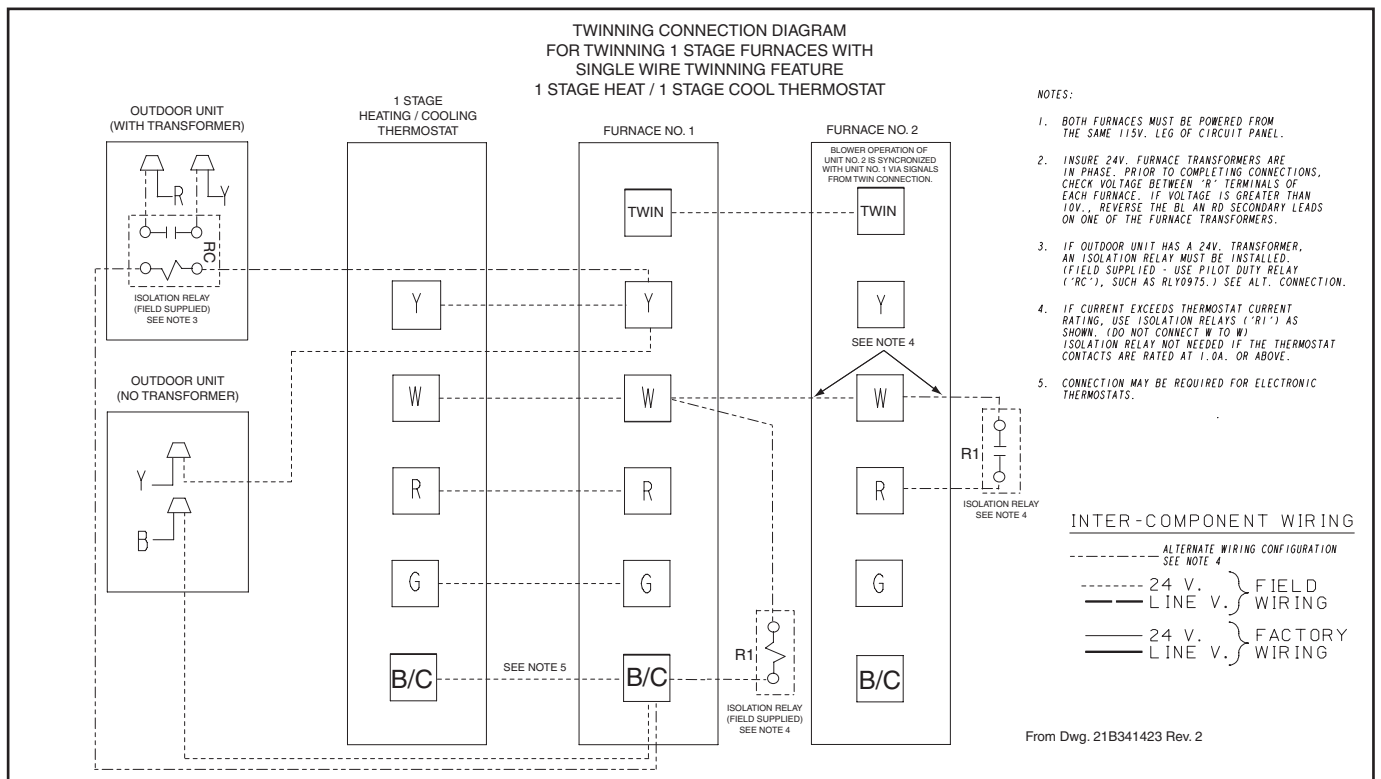 TWINNING CONNECTION DIAGRAM
FOR TWINNING 1 STAGE FURNACES WITH
SINGLE WIRE TWINNING FEATURE
1 STAGE HEAT / 1 STAGE COOL THERMOSTAT
OUTDOOR UNIT
(WITH TRANSFORMER)
R
Y
RC
ISOLATION RELAY
(FIELD SUPPLIED)
SEE NOTE 3
OUTDOOR UNIT
(NO TRANSFORMER)
Y
B
1 STAGE
HEATING / COOLING
THERMOSTAT
Y
W
R
G
B/C
SEE NOTE 5
FURNACE NO. 1
TWIN
Y
W
R
G
B/C
R1
ISOLATION RELAY
(FIELD SUPPLIED)
SEE NOTE 4
FURNACE NO. 2
BLOWER OPERATION OF
UNIT NO. 2 IS SYNCRONIZED
WITH UNIT NO. 1 VIA SIGNALS
FROM TWIN CONNECTION.
TWIN
Y
SEE NOTE 4
W
R
G
B/C
R1
ISOLATION RELAY
SEE NOTE 4
NOTES:
1. BOTH FURNACES MUST BE POWERED FROM
THE SAME 115V. LEG OF CIRCUIT PANEL.
2. INSURE 24V. FURNACE TRANSFORMERS ARE
IN PHASE. PRIOR TO COMPLETING CONNECTIONS,
CHECK VOLTAGE BETWEEN 'R' TERMINALS OF
EACH FURNACE. IF VOLTAGE IS GREATER THAN
10V., REVERSE THE BL AN RD SECONDARY LEADS
ON ONE OF THE FURNACE TRANSFORMERS.
3. IF OUTDOOR UNIT HAS A 24V. TRANSFORMER,
AN ISOLATION RELAY MUST BE INSTALLED.
(FIELD SUPPLIED - USE PILOT DUTY RELAY
('RC'), SUCH AS RLY0975.) SEE ALT. CONNECTION.
4. IF CURRENT EXCEEDS THERMOSTAT CURRENT
RATING, USE ISOLATION RELAYS ('R1') AS
SHOWN. (DO NOT CONNECT W TO W)
ISOLATION RELAY NOT NEEDED IF THE THERMOSTAT
CONTACTS ARE RATED AT 1.0A. OR ABOVE.
5. CONNECTION MAY BE REQUIRED FOR ELECTRONIC
THERMOSTATS.
INTER-COMPONENT WIRING
ALTERNATE WIRING CONFIGURATION
SEE NOTE 4
24 V.
LINE V.
FIELD
WIRING
24 V.
LINE V.
FACTORY
WIRING
From Dwg. 21B341423 Rev. 2